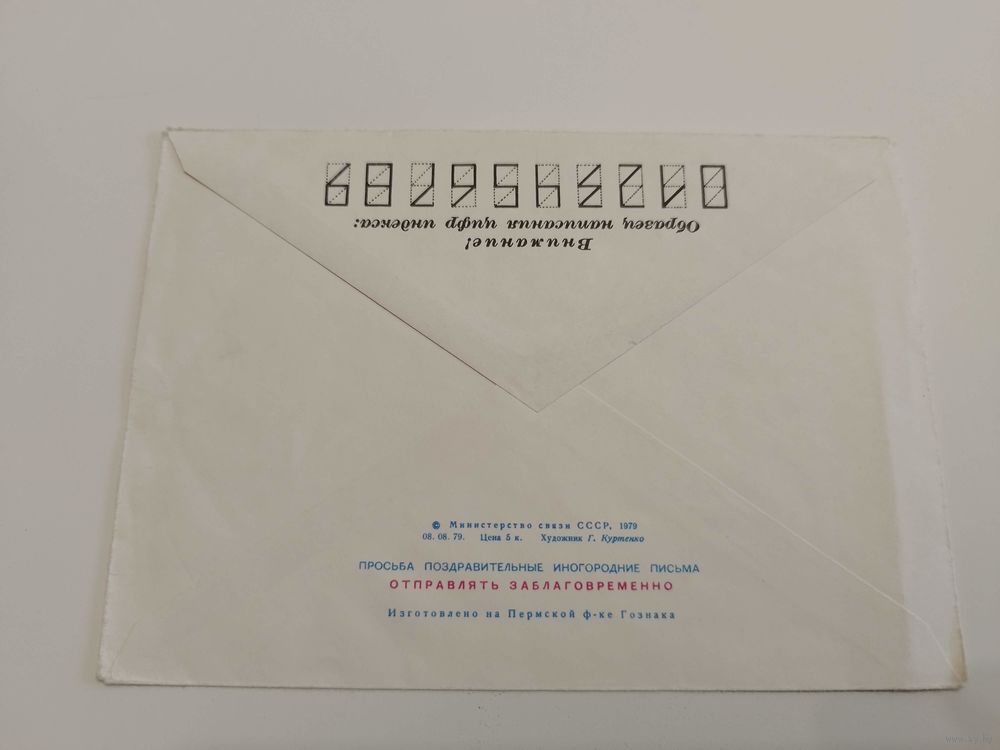 Внимание!
Образец написания цифр индекса:
0123456789
© Министерство связи СССР, 1979
08. 08. 79. Цена 5 к. Художник Г. Куртенко
ПРОСЬБА ПОЗДРАВИТЕЛЬНЫЕ ИНОГОРОДНИЕ ПИСЬМА
ОТПРАВЛЯТЬ ЗАБЛАГОВРЕМЕННО
Изготовлено на Пермской ф-ке Гознака